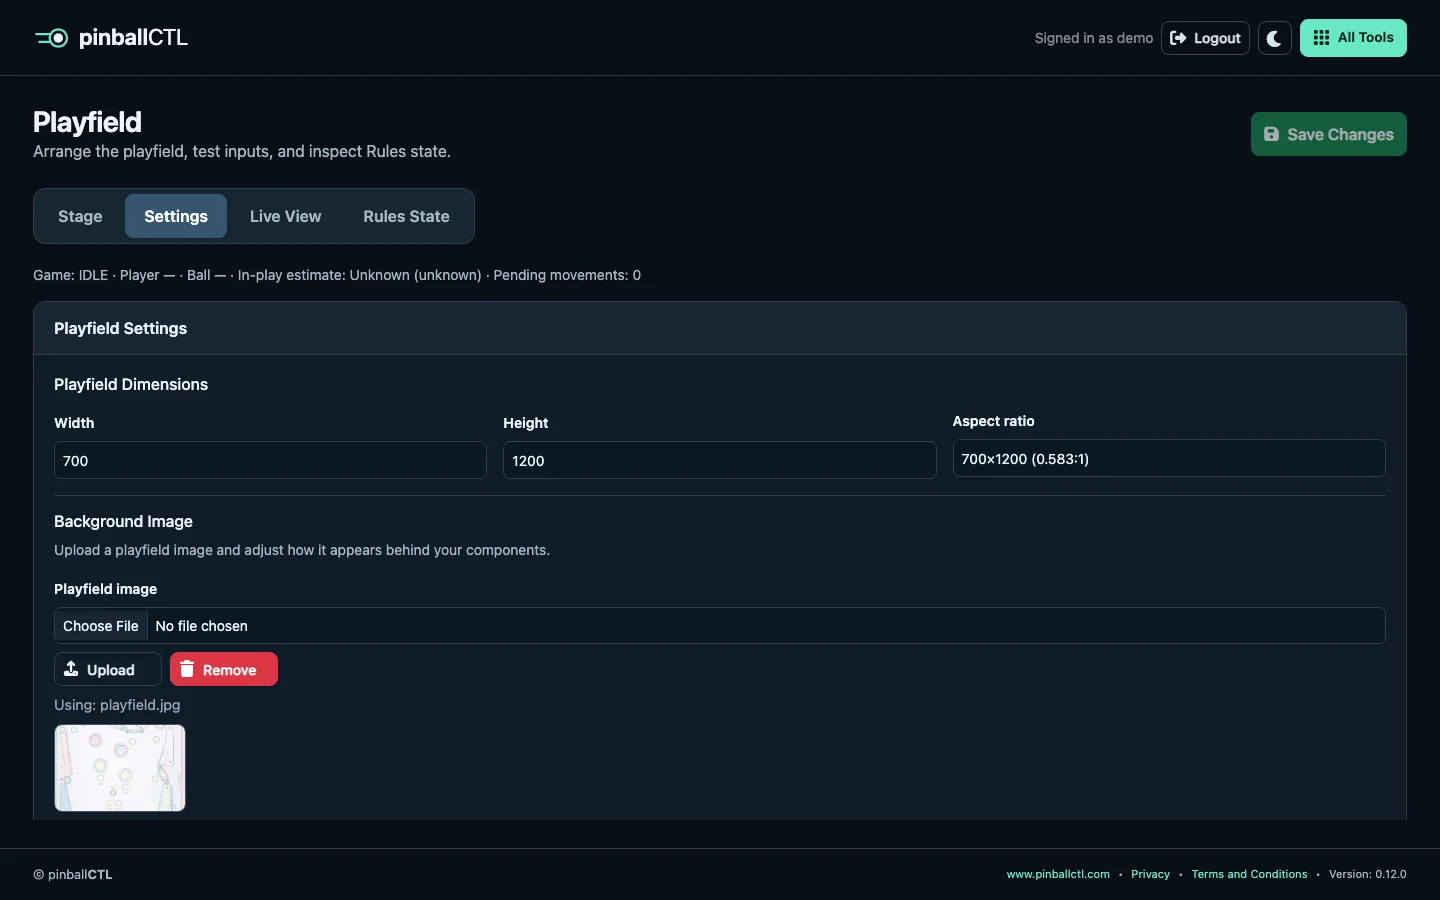 pinballCTL
Signed in as demo
Logout
All Tools
Playfield
Arrange the playfield, test inputs, and inspect Rules state.
Save Changes
Stage
Settings
Live View
Rules State
Game: IDLE · Player — · Ball — · In-play estimate: Unknown (unknown) · Pending movements: 0
Playfield Settings
Playfield Dimensions
Width
Height
Aspect ratio
700
1200
700×1200 (0.583:1)
Background Image
Upload a playfield image and adjust how it appears behind your components.
Playfield image
Choose File No file chosen
Upload
Remove
Using: playfield.jpg
© pinballCTL
www.pinballctl.com • Privacy • Terms and Conditions • Version: 0.12.0